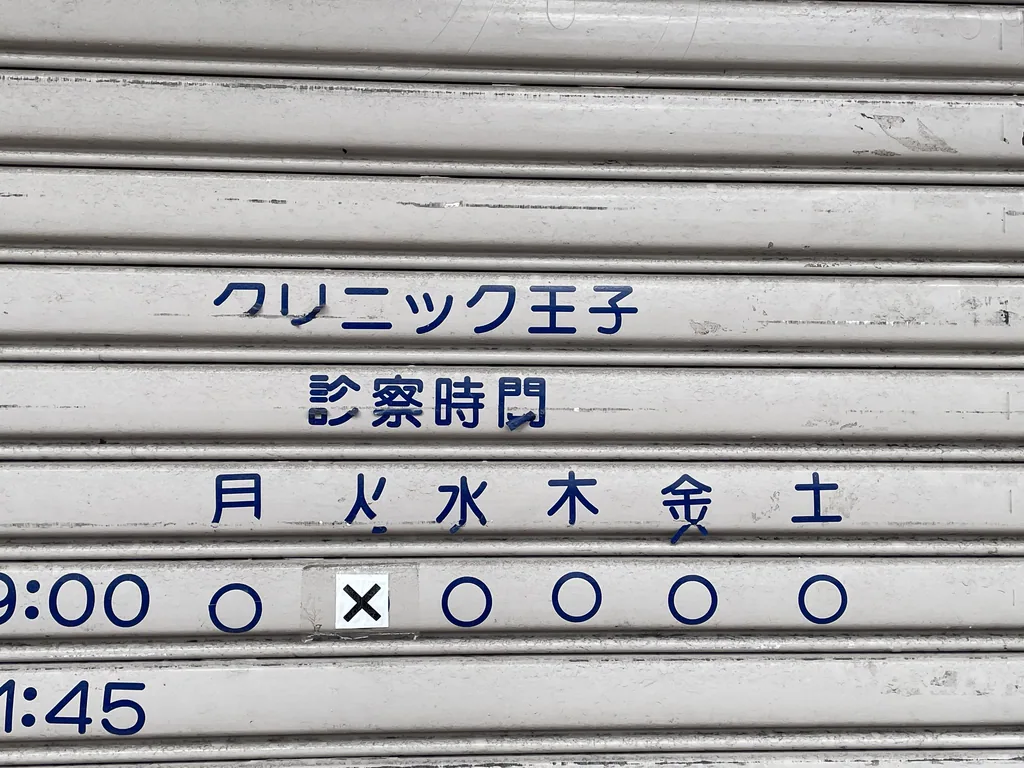 クリニック王子
診察時間
月 火 水 木 金 土
9:00 ○ × ○ ○ ○ ○
1:45